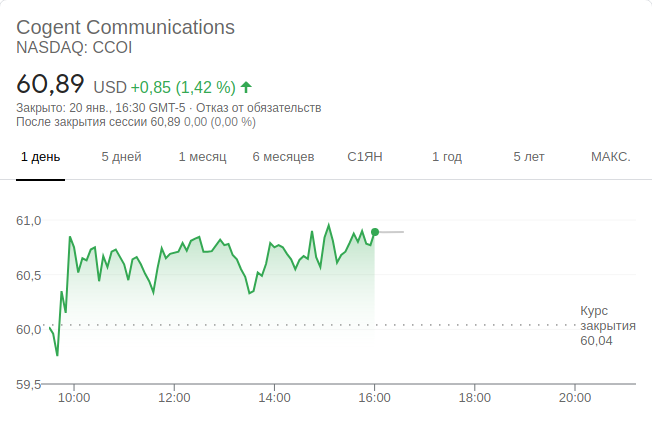 Cogent Communications
NASDAQ: CCOI
60,89 USD +0,85 (1,42 %)
Закрыто: 20 янв., 16:30 GMT-5 · Отказ от обязательств
После закрытия сессии 60,89 0,00 (0,00 %)
1 день 5 дней 1 месяц 6 месяцев С1ЯН 1 год 5 лет МАКС.
61,0
60,5
60,0
59,5
Курс
закрытия
60,04
10:00 12:00 14:00 16:00 18:00 20:00